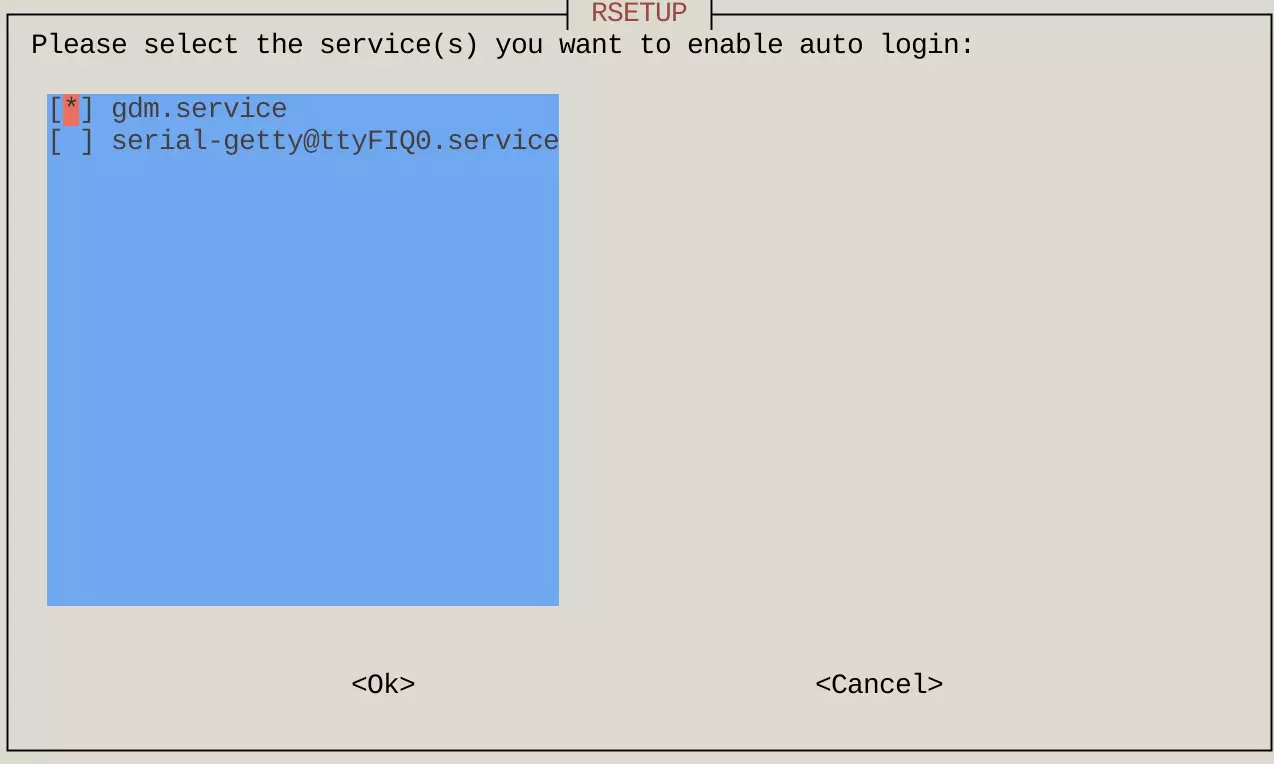 RSETUP
Please select the service(s) you want to enable auto login:
[*] gdm.service
[ ] serial-getty@ttyFIQ0.service
<Ok> <Cancel>